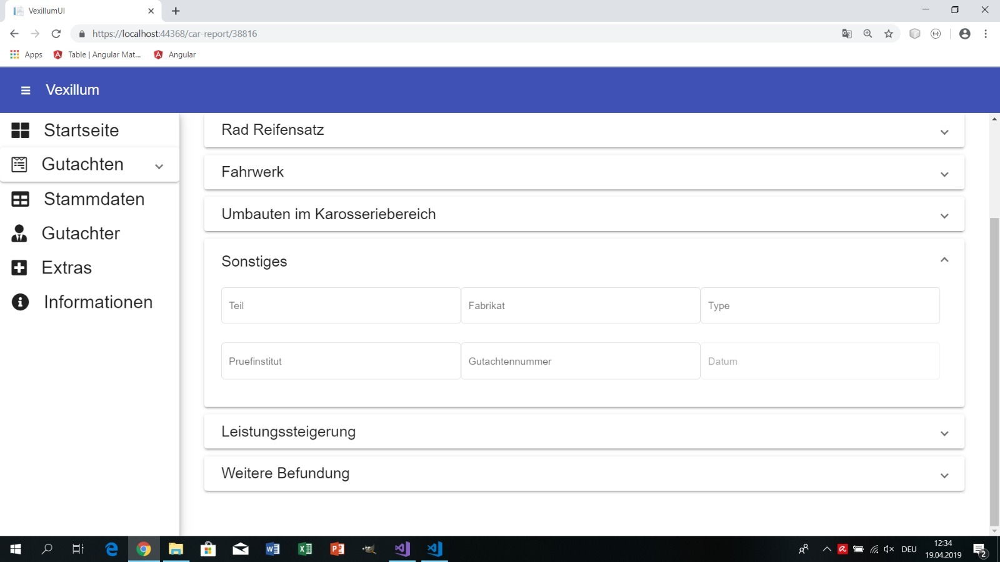 VexillumUI
https://localhost:44368/car-report/38816
Apps
Table | Angular Mat...
Angular
Vexillum
Startseite
Gutachten
Stammdaten
Gutachter
Extras
Informationen
Rad Reifensatz
Fahrwerk
Umbauten im Karosseriebereich
Sonstiges
Teil Fabrikat Type
Pruefinstitut Gutachtennummer Datum
Leistungssteigerung
Weitere Befundung
DEU
12:34
19.04.2019
2